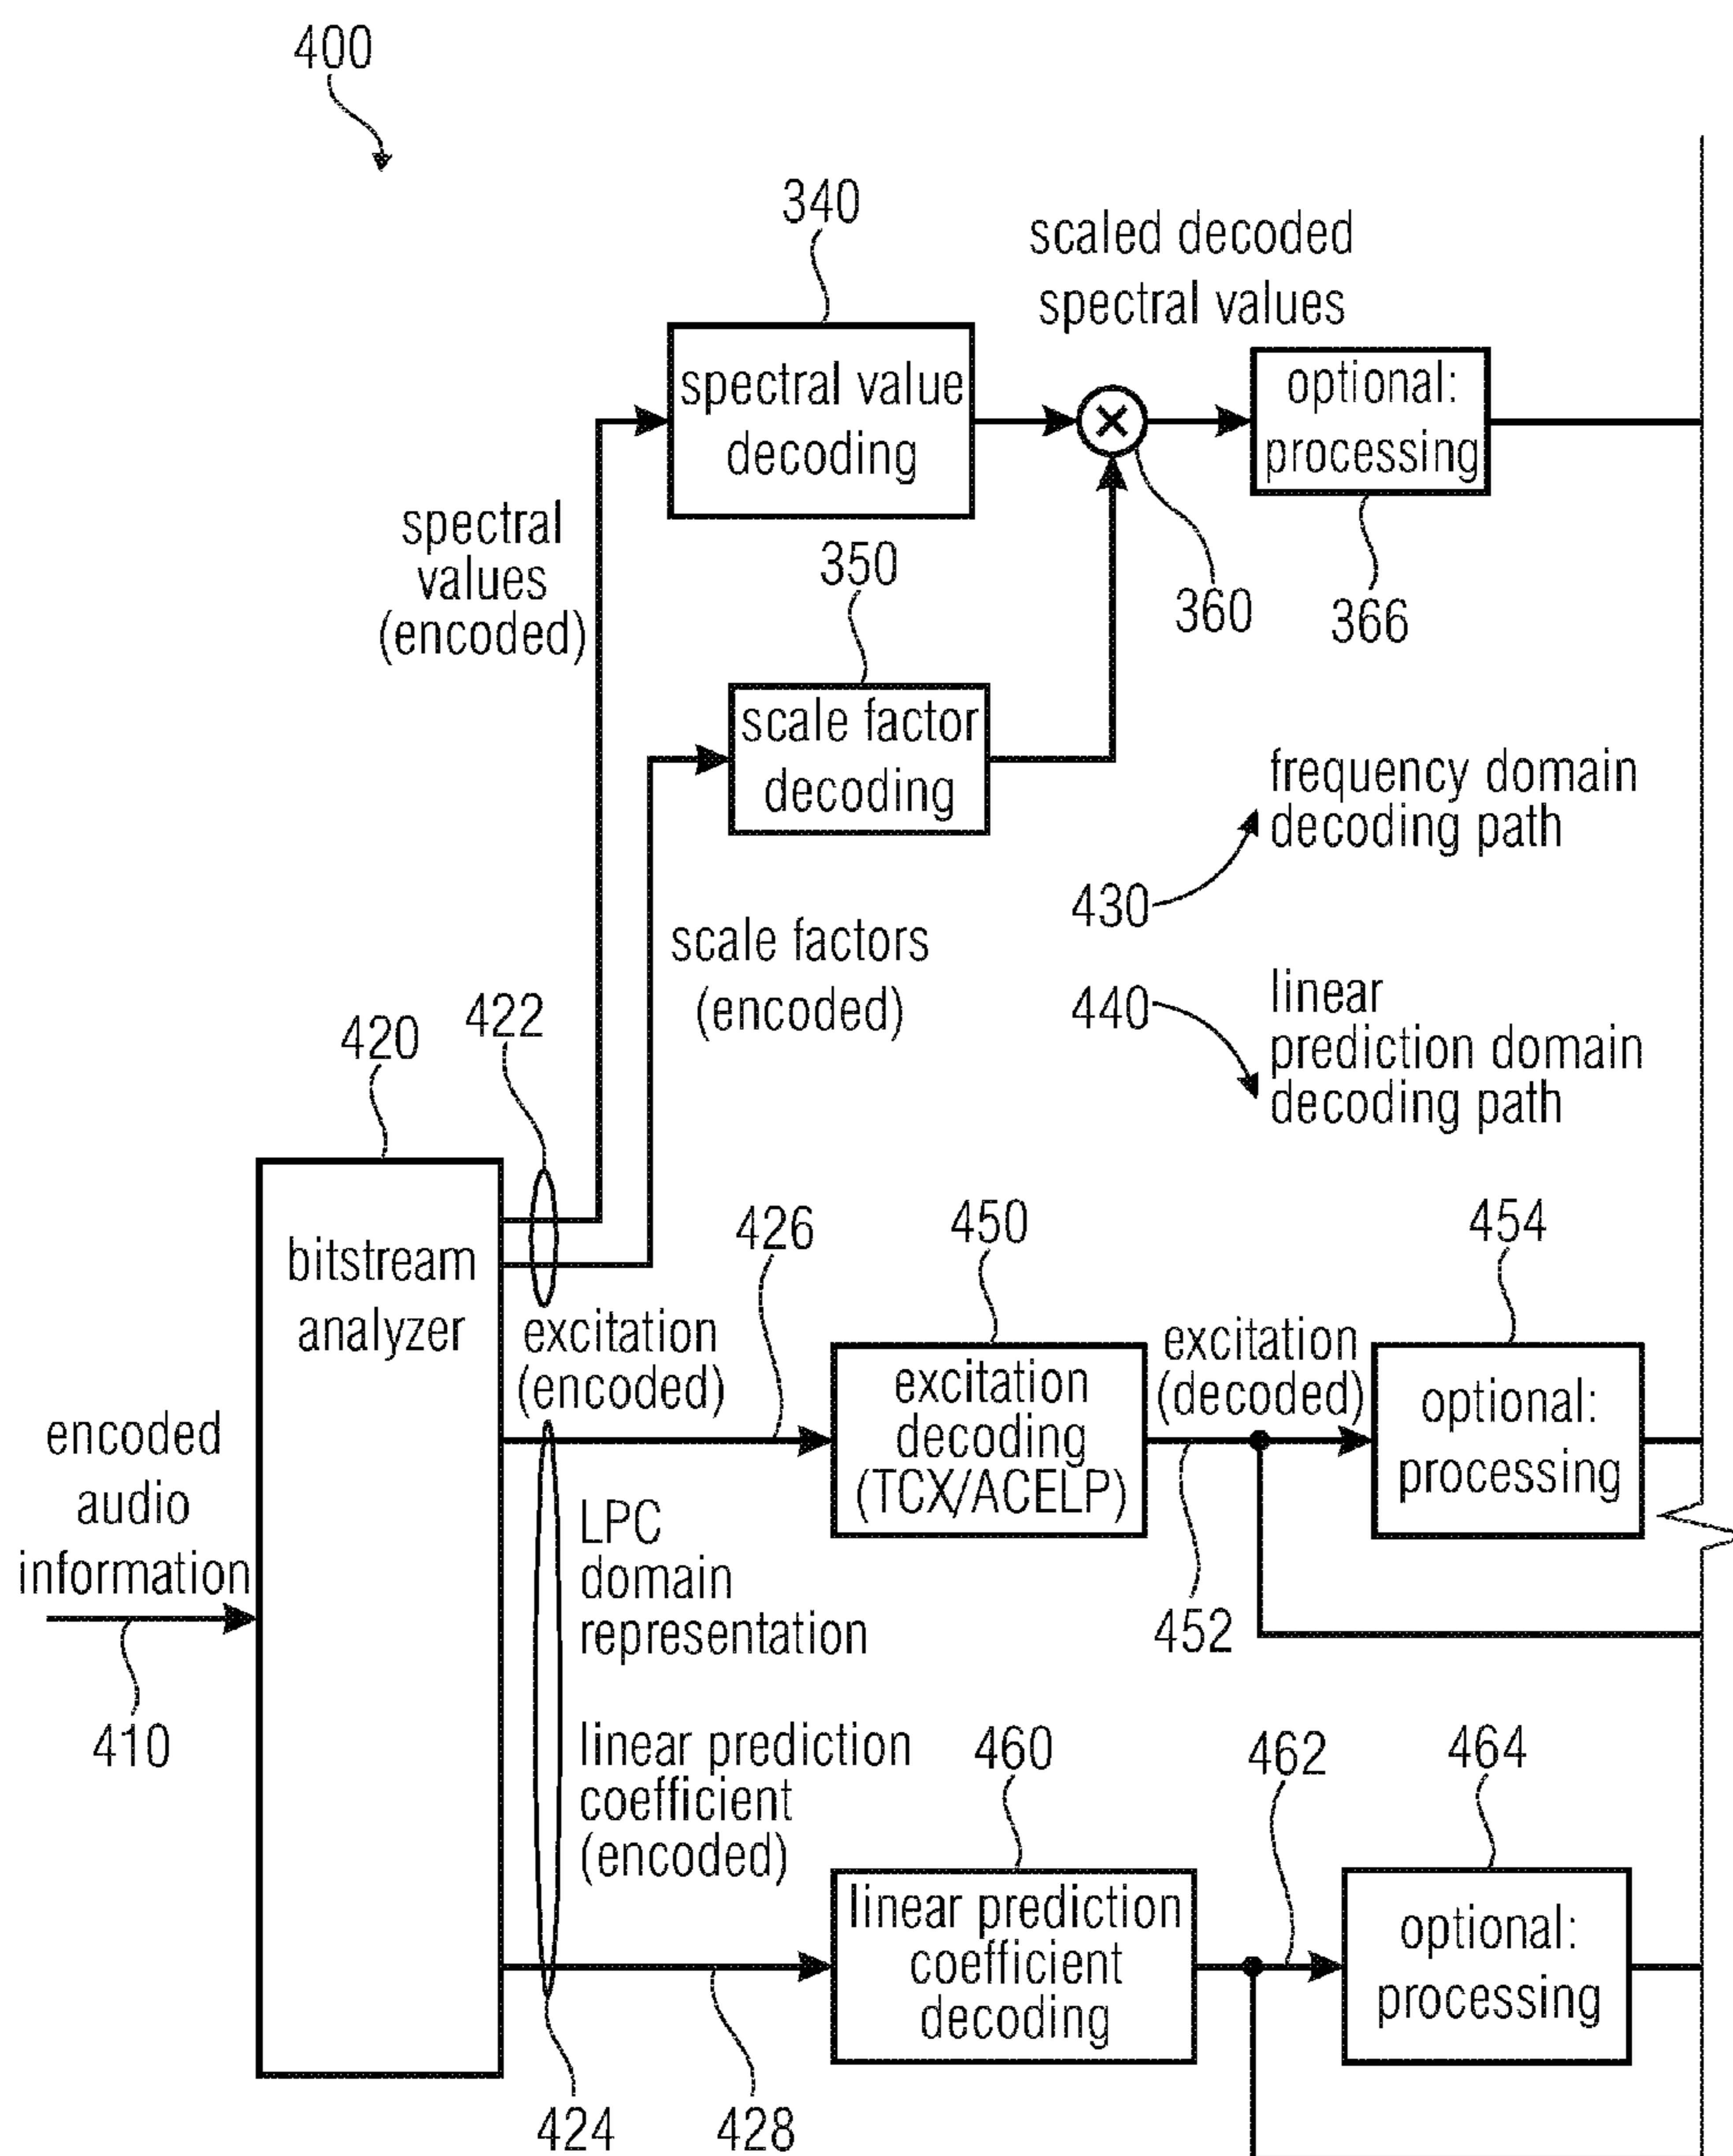 400
340
scaled decoded
spectral values
spectral value
decoding
optional:
processing
spectral
values
(encoded)
350
360
366
scale factor
decoding
frequency domain
decoding path
430
scale factors
(encoded)
440
linear
prediction domain
decoding path
422
420
426
450
454
bitstream
analyzer
excitation
(encoded)
excitation
decoding
(TCX/ACELP)
excitation
(decoded)
optional:
processing
encoded
audio
information
LPC
domain
representation
452
410
linear prediction
coefficient
(encoded)
460
462
464
linear prediction
coefficient
decoding
optional:
processing
424
428